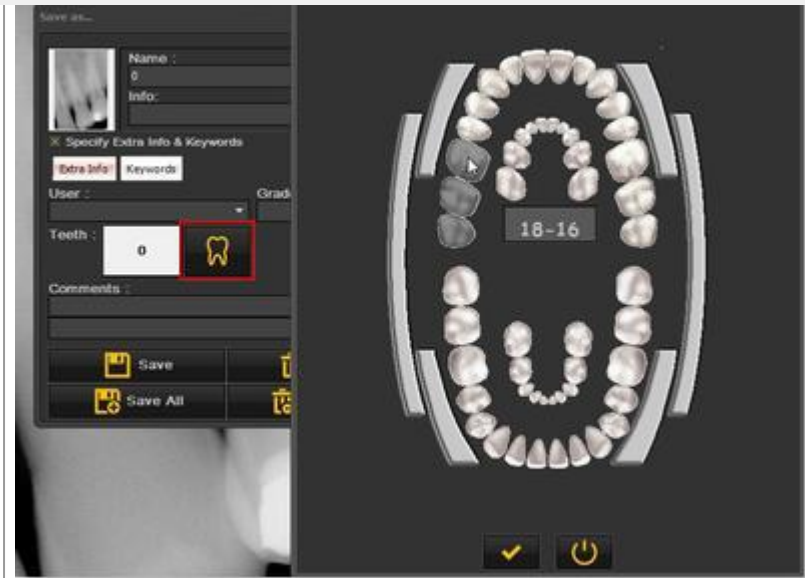 Save as...
Name :
0
Info:
X Specify Extra Info & Keywords
Extra Info Keywords
User : Grad
Teeth :
0
18-16
Comments :
Save
Save All